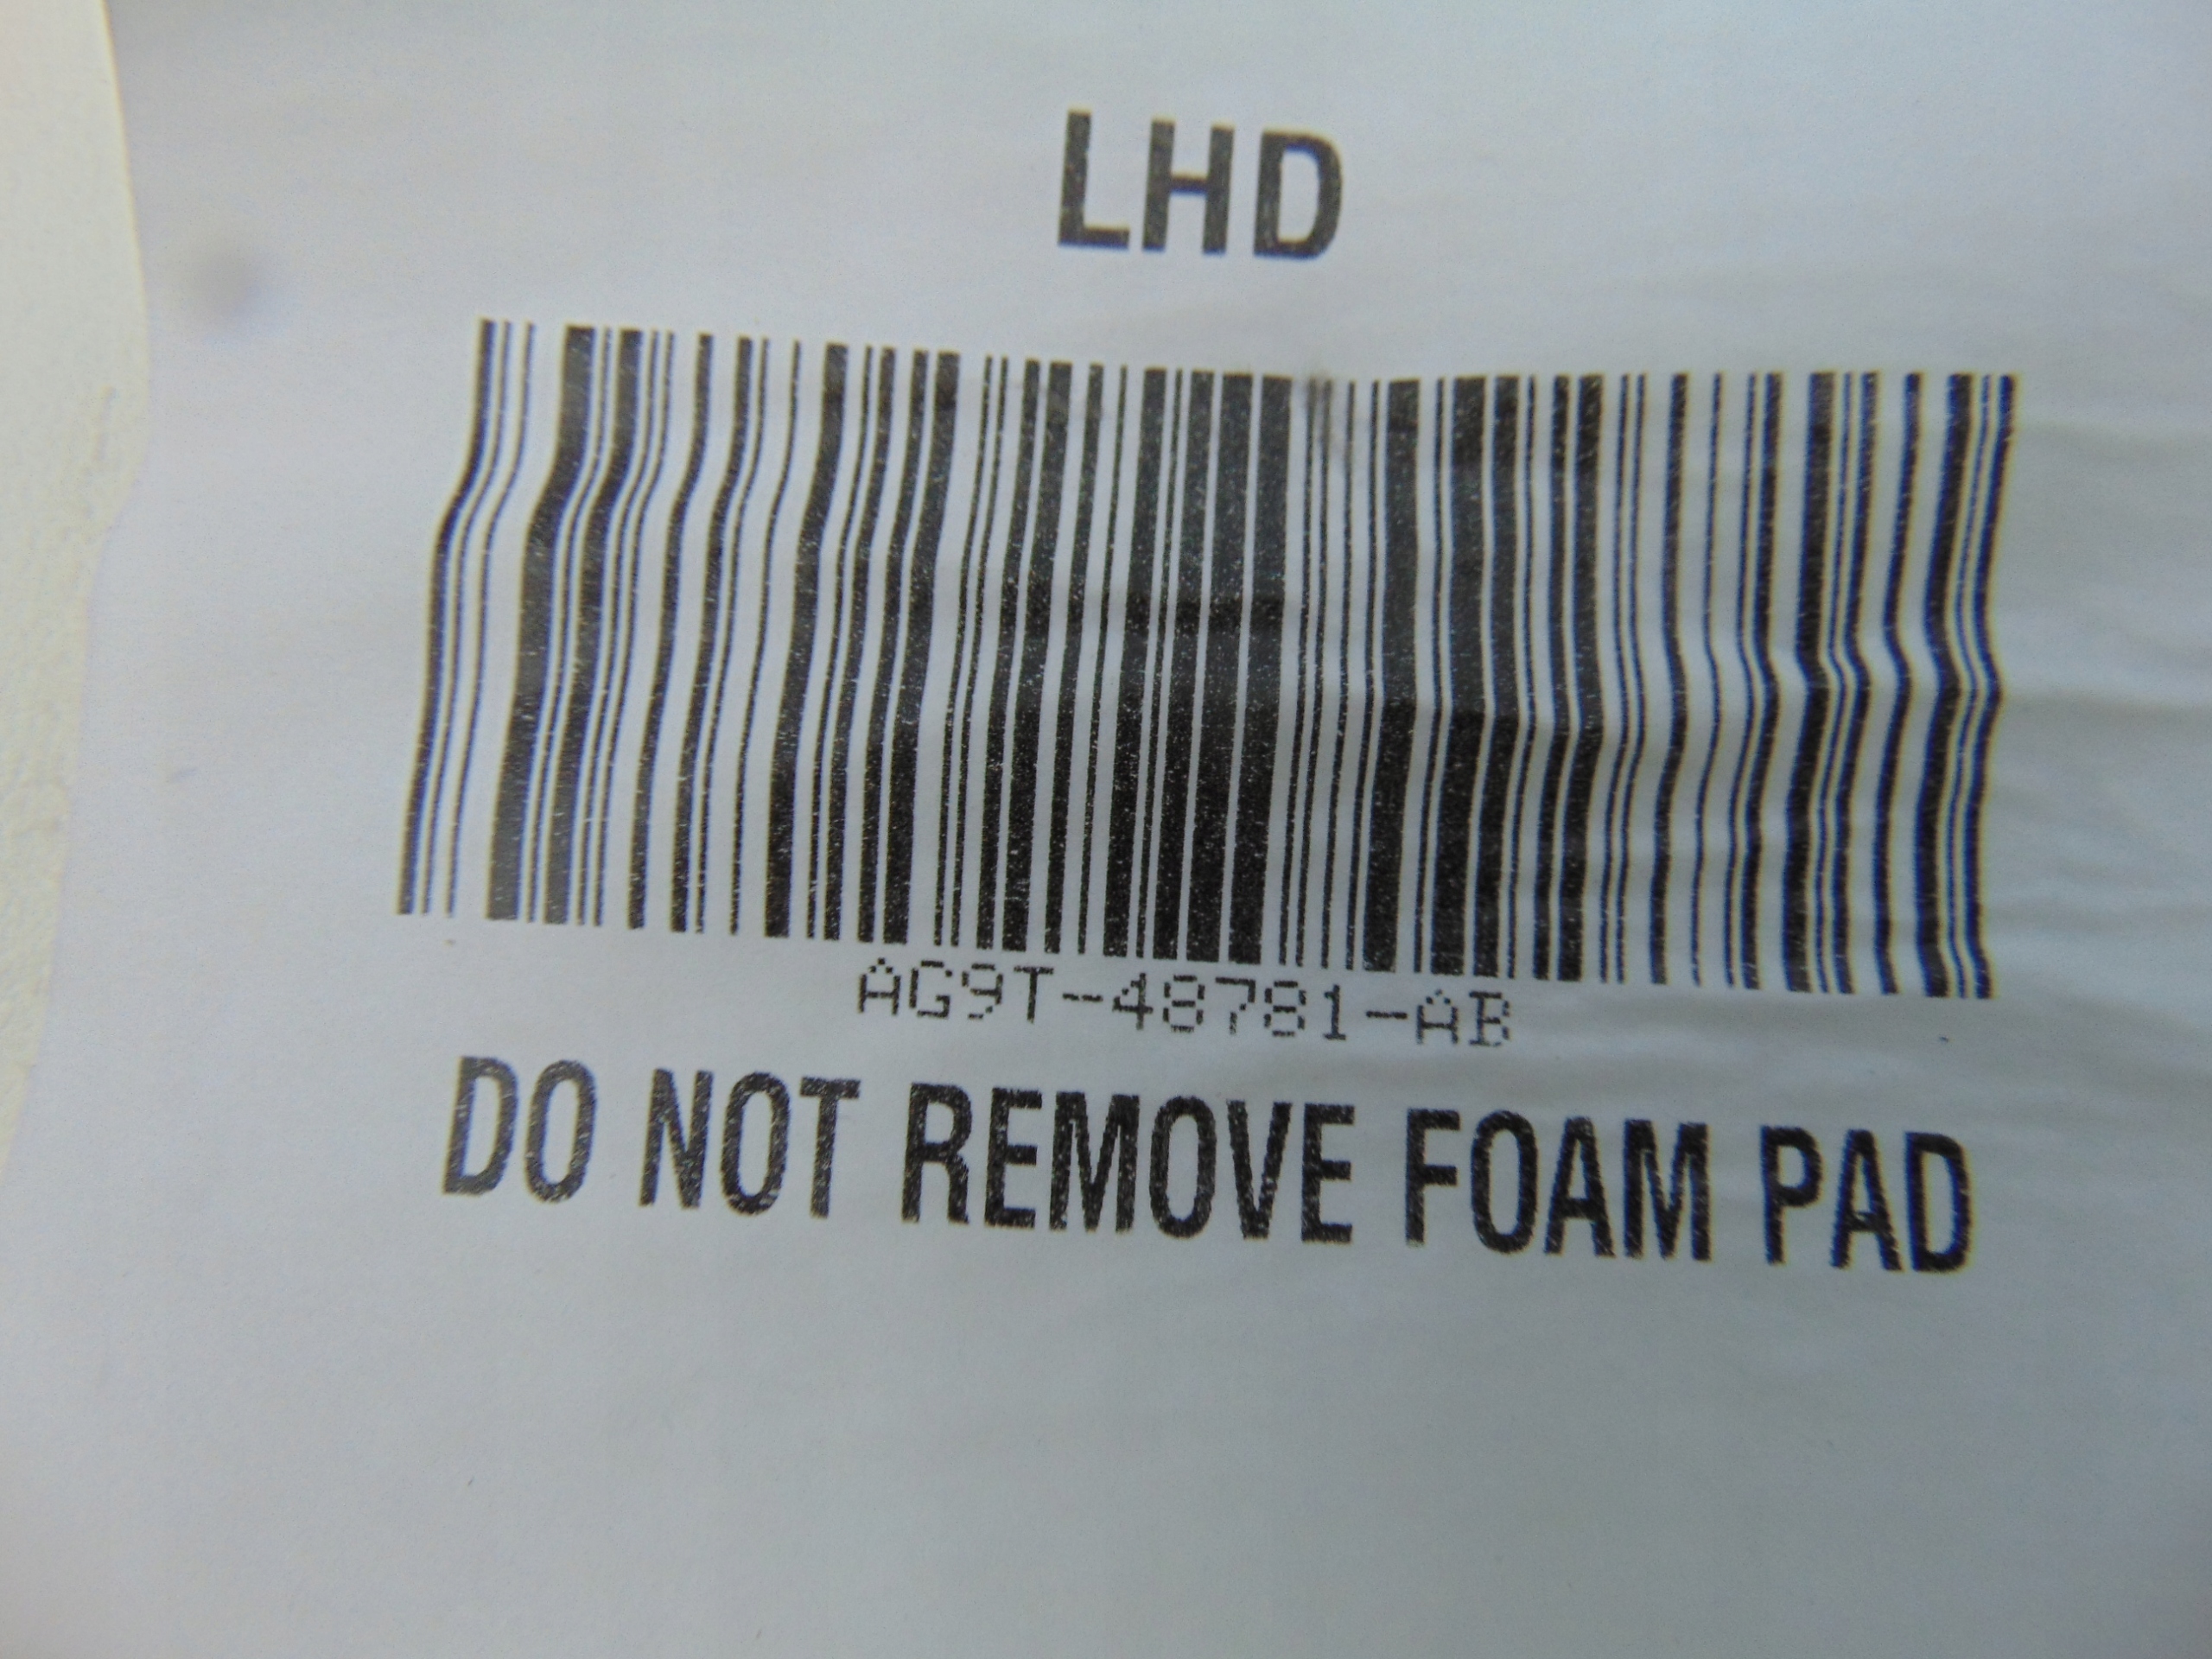 LHD
AG9T-48781-AB
DO NOT REMOVE FOAM PAD